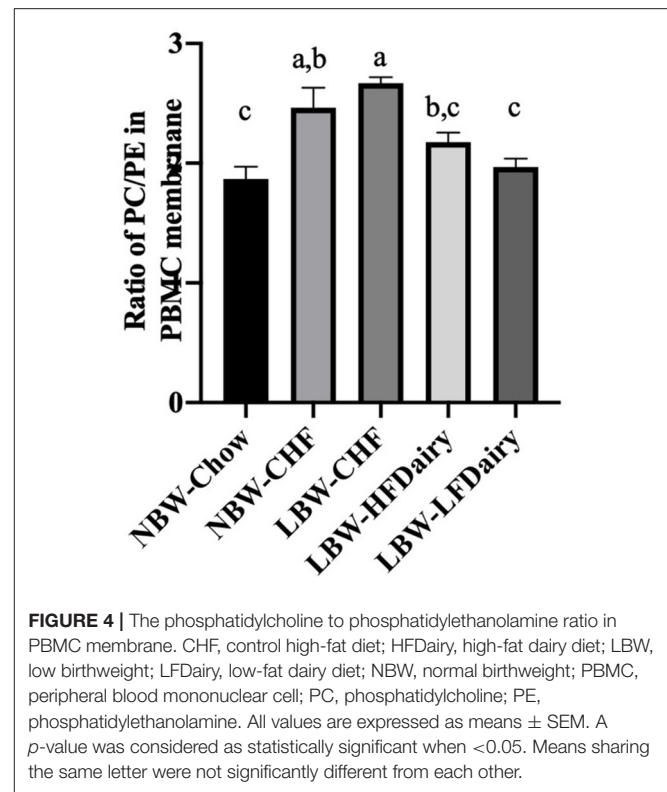 3
a,b
a
c
b,c
c
Ratio of PC/PE in
PBMC membrane
0
NBW-Chow
NBW-CHF
LBW-CHF
LBW-HFDairy
LBW-LFDairy
FIGURE 4 | The phosphatidylcholine to phosphatidylethanolamine ratio in
PBMC membrane. CHF, control high-fat diet; HFDairy, high-fat dairy diet; LBW,
low birthweight; LFDairy, low-fat dairy diet; NBW, normal birthweight; PBMC,
peripheral blood mononuclear cell; PC, phosphatidylcholine; PE,
phosphatidylethanolamine. All values are expressed as means ± SEM. A
p-value was considered as statistically significant when <0.05. Means sharing
the same letter were not significantly different from each other.